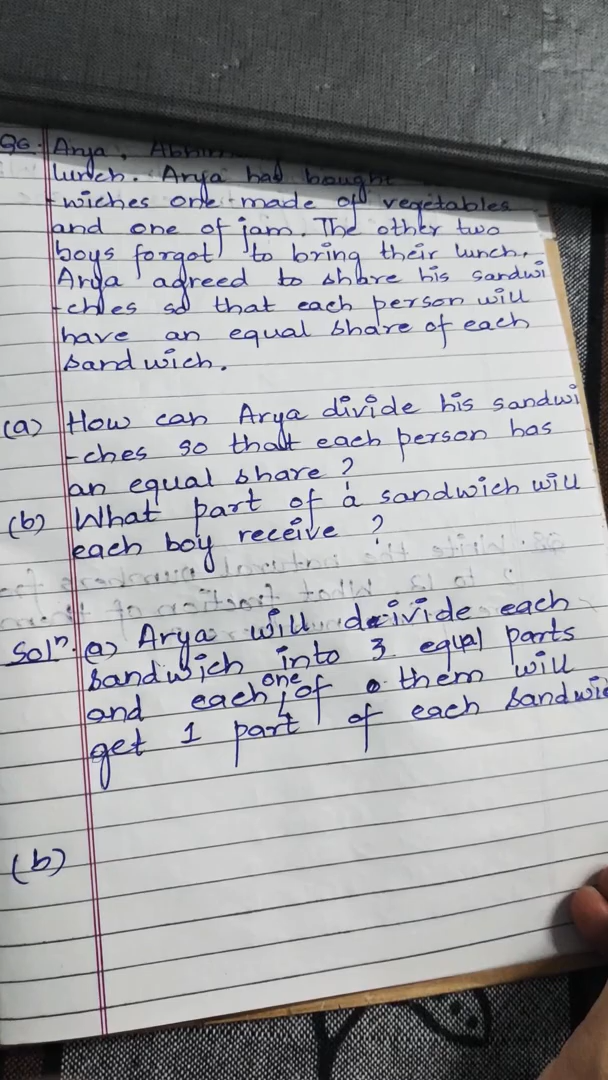 Q6. Arya,
lunch. Arya had bought
-wiches one made of vegetables
and one of jam. The other two
boys forgot to bring their lunch.
Arya agreed to share his sandwi
-ches so that each person will
have an equal share of each
sandwich.
(a) How can Arya divide his sandwi
-ches so that each person has
an equal share ?
(b) What part of a sandwich will
each boy receive ?
Solⁿ. (a) Arya will divide each
sandwich into 3 equal parts
and each one of them will
get 1 part of each sandwic
(b)